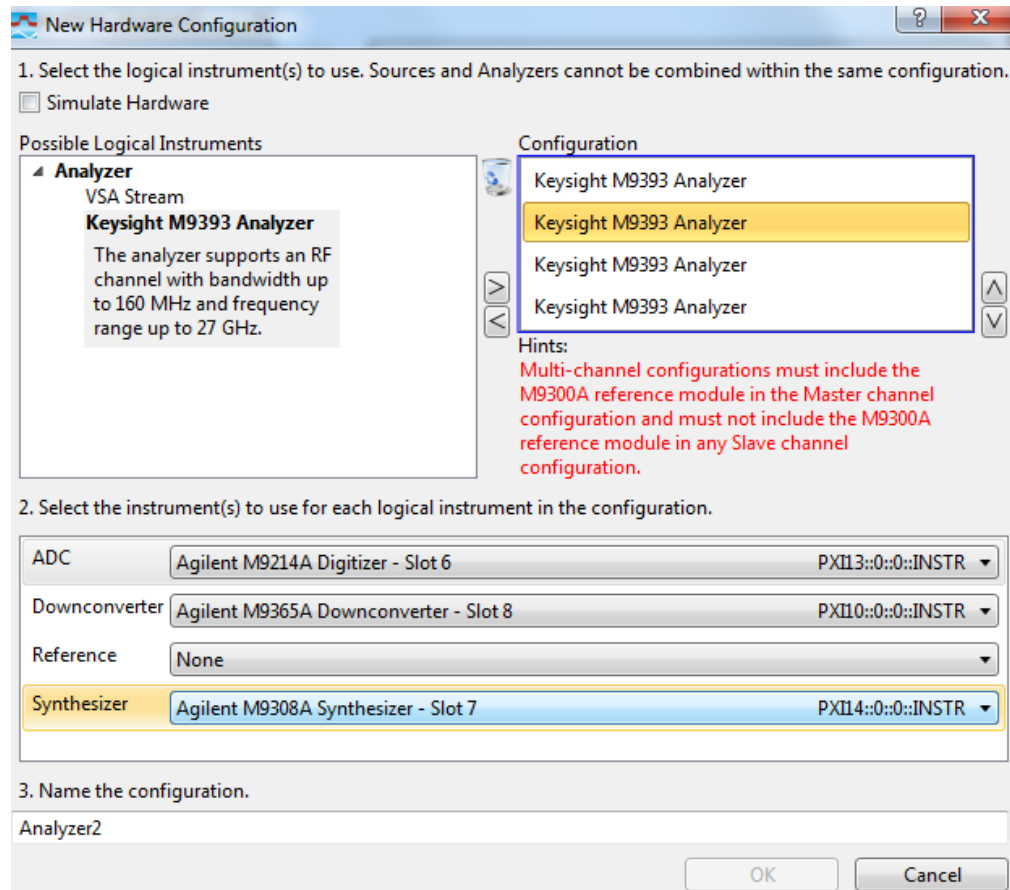 New Hardware Configuration
?
X
1. Select the logical instrument(s) to use. Sources and Analyzers cannot be combined within the same configuration.
Simulate Hardware
Possible Logical Instruments
Analyzer
VSA Stream
Keysight M9393 Analyzer
The analyzer supports an RF
channel with bandwidth up
to 160 MHz and frequency
range up to 27 GHz.
>
<
Configuration
Keysight M9393 Analyzer
Keysight M9393 Analyzer
Keysight M9393 Analyzer
Keysight M9393 Analyzer
Hints:
Multi-channel configurations must include the
M9300A reference module in the Master channel
configuration and must not include the M9300A
reference module in any Slave channel
configuration.
2. Select the instrument(s) to use for each logical instrument in the configuration.
ADC Agilent M9214A Digitizer - Slot 6 PXI13::0::0::INSTR
Downconverter Agilent M9365A Downconverter - Slot 8 PXI10::0::0::INSTR
Reference None
Synthesizer Agilent M9308A Synthesizer - Slot 7 PXI14::0::0::INSTR
3. Name the configuration.
Analyzer2
OK Cancel